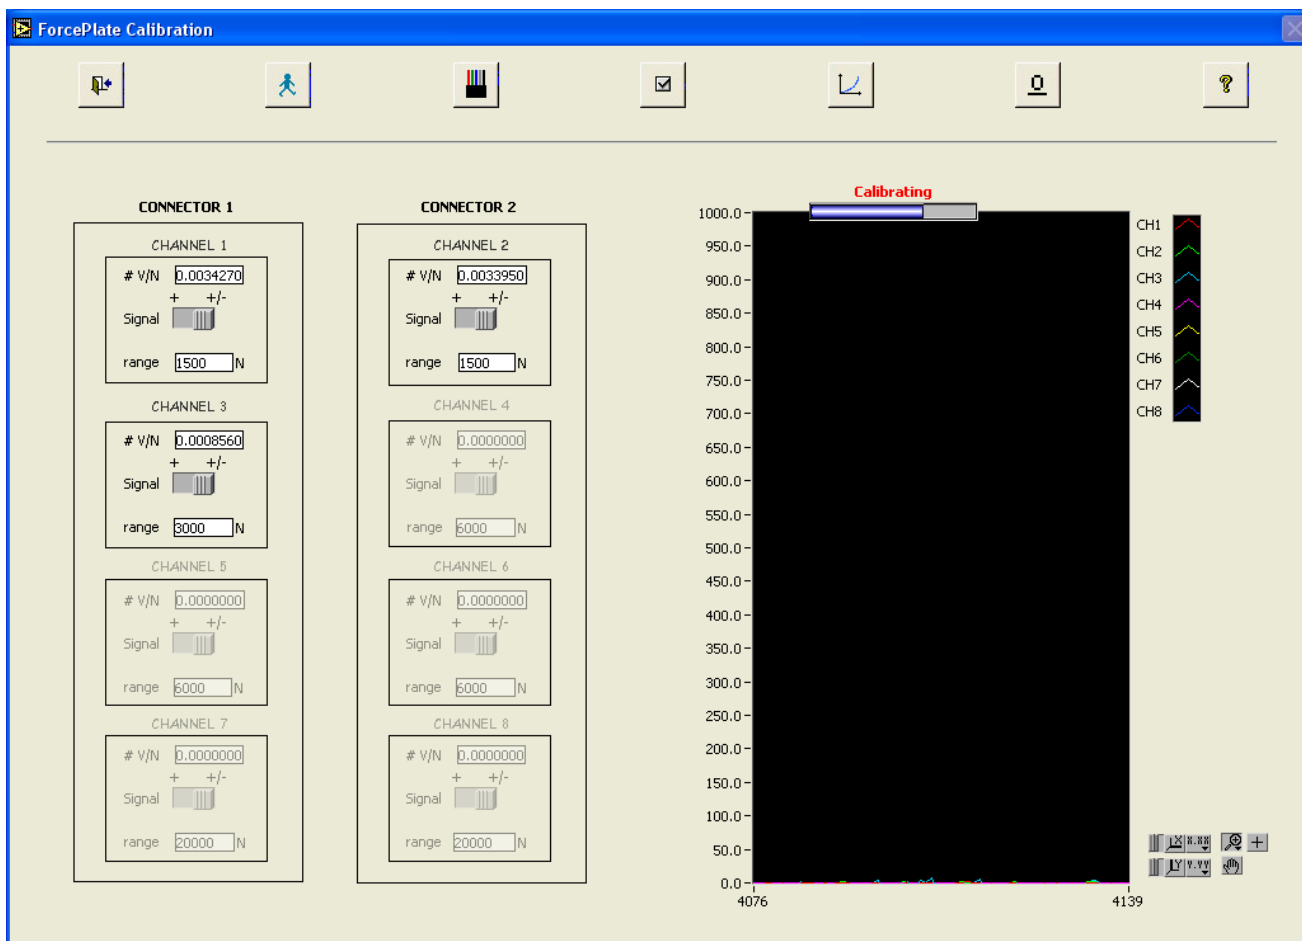 ForcePlate Calibration
CONNECTOR 1
CHANNEL 1
# V/N 0.0034270
+ +/-
Signal
range 1500 N
CHANNEL 3
# V/N 0.0008560
+ +/-
Signal
range 3000 N
CHANNEL 5
# V/N 0.0000000
+ +/-
Signal
range 6000 N
CHANNEL 7
# V/N 0.0000000
+ +/-
Signal
range 20000 N
CONNECTOR 2
CHANNEL 2
# V/N 0.0033950
+ +/-
Signal
range 1500 N
CHANNEL 4
# V/N 0.0000000
+ +/-
Signal
range 6000 N
CHANNEL 6
# V/N 0.0000000
+ +/-
Signal
range 6000 N
CHANNEL 8
# V/N 0.0000000
+ +/-
Signal
range 20000 N
Calibrating
1000.0
950.0
900.0
850.0
800.0
750.0
700.0
650.0
600.0
550.0
500.0
450.0
400.0
350.0
300.0
250.0
200.0
150.0
100.0
50.0
0.0
4076 4139
CH1
CH2
CH3
CH4
CH5
CH6
CH7
CH8
X X.XX
Y Y.YY